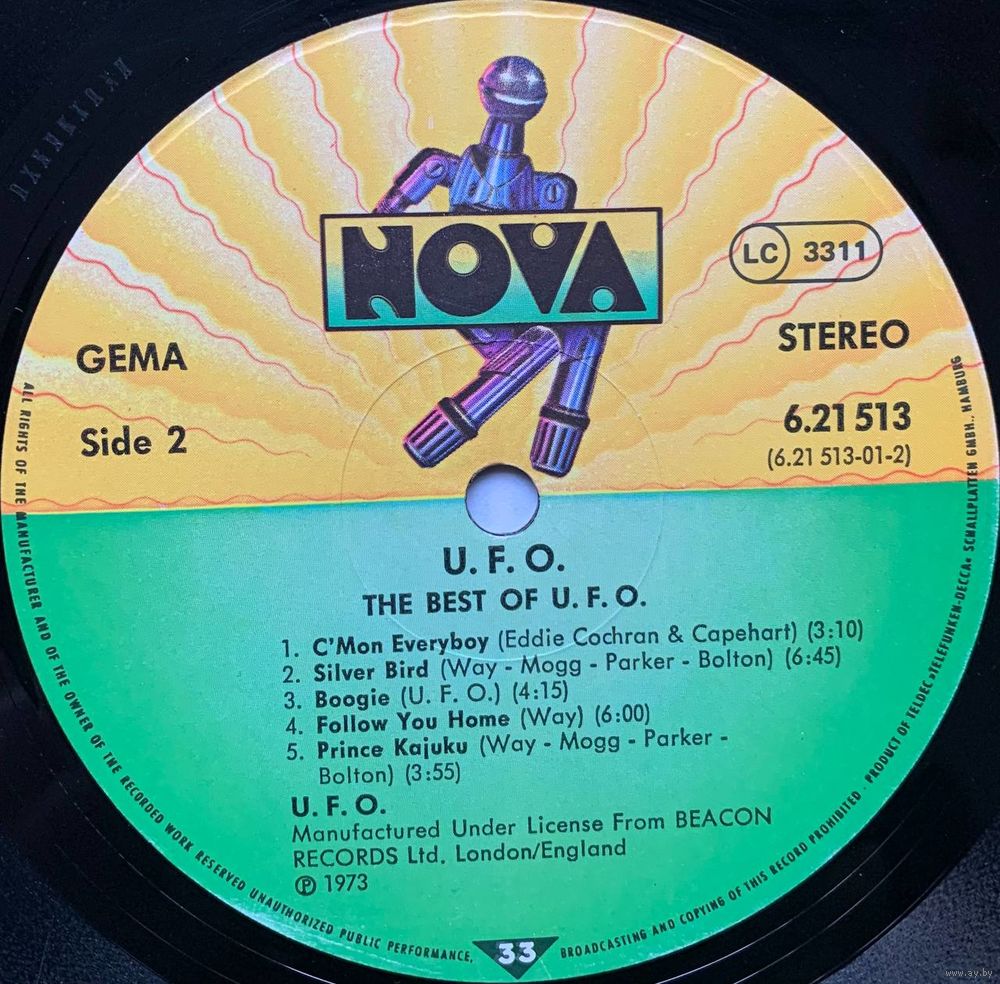 NOVA
LC 3311
GEMA
STEREO
Side 2
6.21 513
(6.21 513-01-2)
U. F. O.
THE BEST OF U. F. O.
1. C'Mon Everyboy (Eddie Cochran & Capehart) (3:10)
2. Silver Bird (Way - Mogg - Parker - Bolton) (6:45)
3. Boogie (U. F. O.) (4:15)
4. Follow You Home (Way) (6:00)
5. Prince Kajuku (Way - Mogg - Parker -
Bolton) (3:55)
U. F. O.
Manufactured Under License From BEACON
RECORDS Ltd. London/England
℗ 1973
ALL RIGHTS OF THE MANUFACTURER AND OF THE OWNER OF THE RECORDED WORK RESERVED UNAUTHORIZED PUBLIC PERFORMANCE,
33
BROADCASTING AND COPYING OF THIS RECORD PROHIBITED · PRODUCT OF TELDEC »TELEFUNKEN-DECCA« SCHALLPLATTEN GMBH., HAMBURG
www.ay.by